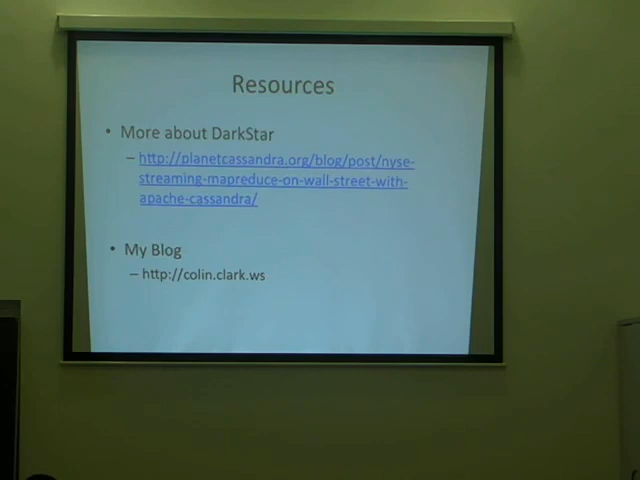 Resources
• More about DarkStar
– http://planetcassandra.org/blog/post/nyse-
streaming-mapreduce-on-wall-street-with-
apache-cassandra/
• My Blog
– http://colin.clark.ws